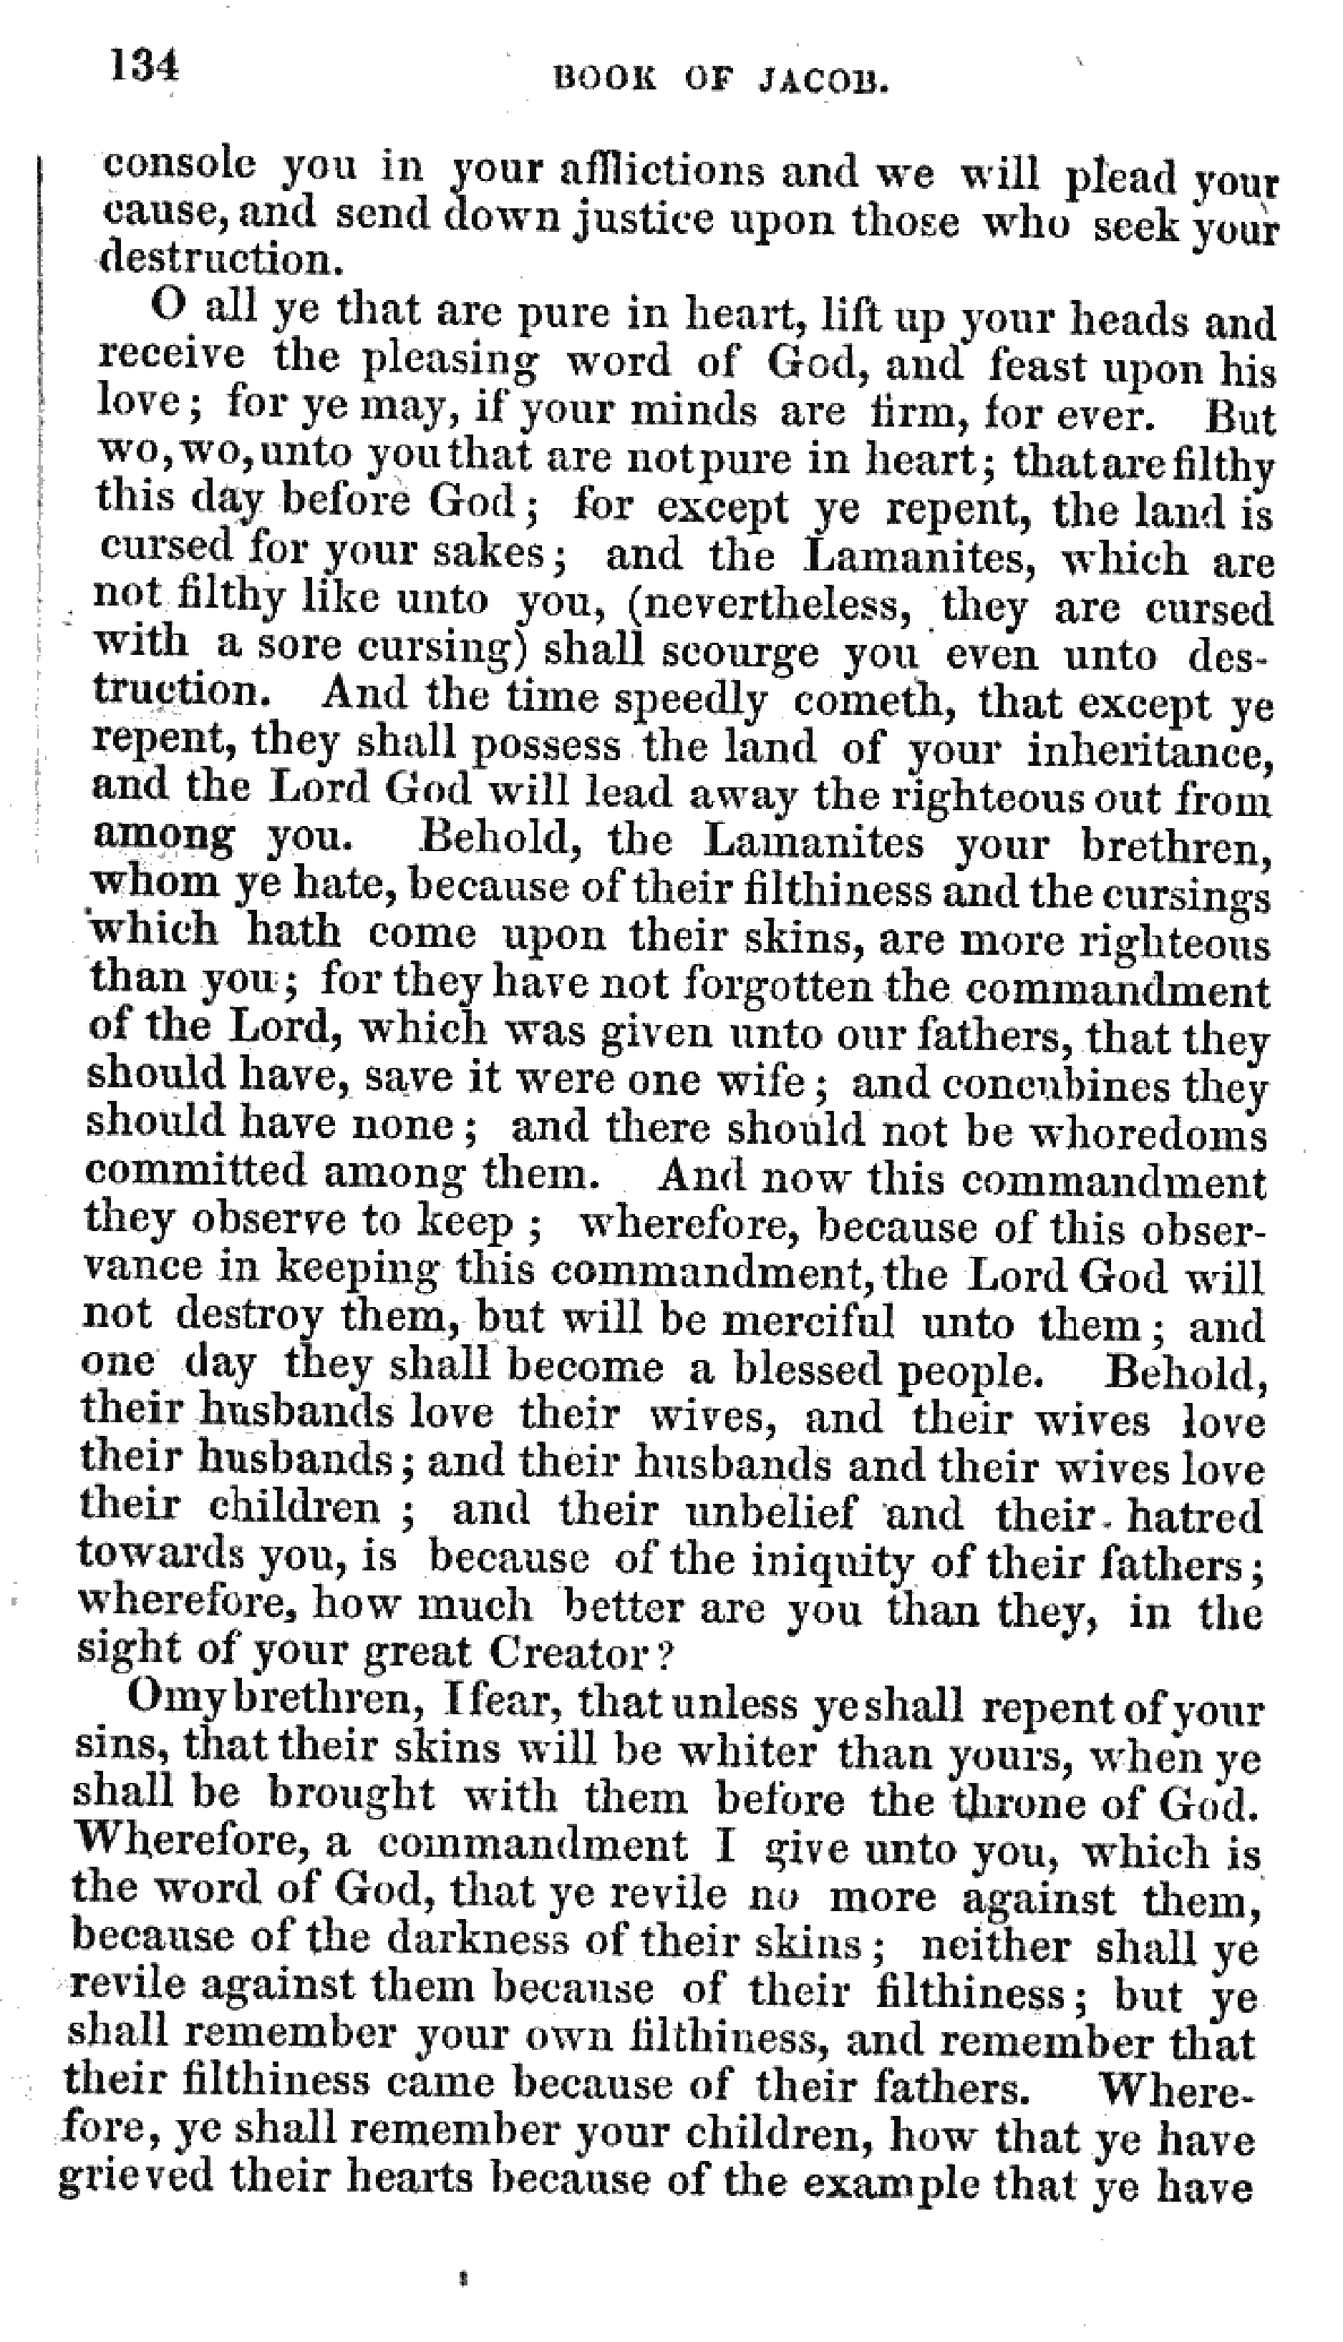 134
BOOK OF JACOB.
console you in your afflictions and we will plead your
cause, and send down justice upon those who seek your
destruction.
O all ye that are pure in heart, lift up your heads and
receive the pleasing word of God, and feast upon his
love; for ye may, if your minds are firm, for ever. But
wo, wo, unto you that are not pure in heart; that are filthy
this day before God; for except ye repent, the land is
cursed for your sakes; and the Lamanites, which are
not filthy like unto you, (nevertheless, they are cursed
with a sore cursing) shall scourge you even unto des-
truction. And the time speedly cometh, that except ye
repent, they shall possess the land of your inheritance,
and the Lord God will lead away the righteous out from
among you. Behold, the Lamanites your brethren,
whom ye hate, because of their filthiness and the cursings
which hath come upon their skins, are more righteous
than you; for they have not forgotten the commandment
of the Lord, which was given unto our fathers, that they
should have, save it were one wife; and concubines they
should have none; and there should not be whoredoms
committed among them. And now this commandment
they observe to keep; wherefore, because of this obser-
vance in keeping this commandment, the Lord God will
not destroy them, but will be merciful unto them; and
one day they shall become a blessed people. Behold,
their husbands love their wives, and their wives love
their husbands; and their husbands and their wives love
their children; and their unbelief and their hatred
towards you, is because of the iniquity of their fathers;
wherefore, how much better are you than they, in the
sight of your great Creator?
O my brethren, I fear, that unless ye shall repent of your
sins, that their skins will be whiter than yours, when ye
shall be brought with them before the throne of God.
Wherefore, a commandment I give unto you, which is
the word of God, that ye revile no more against them,
because of the darkness of their skins; neither shall ye
revile against them because of their filthiness; but ye
shall remember your own filthiness, and remember that
their filthiness came because of their fathers. Where-
fore, ye shall remember your children, how that ye have
grieved their hearts because of the example that ye have